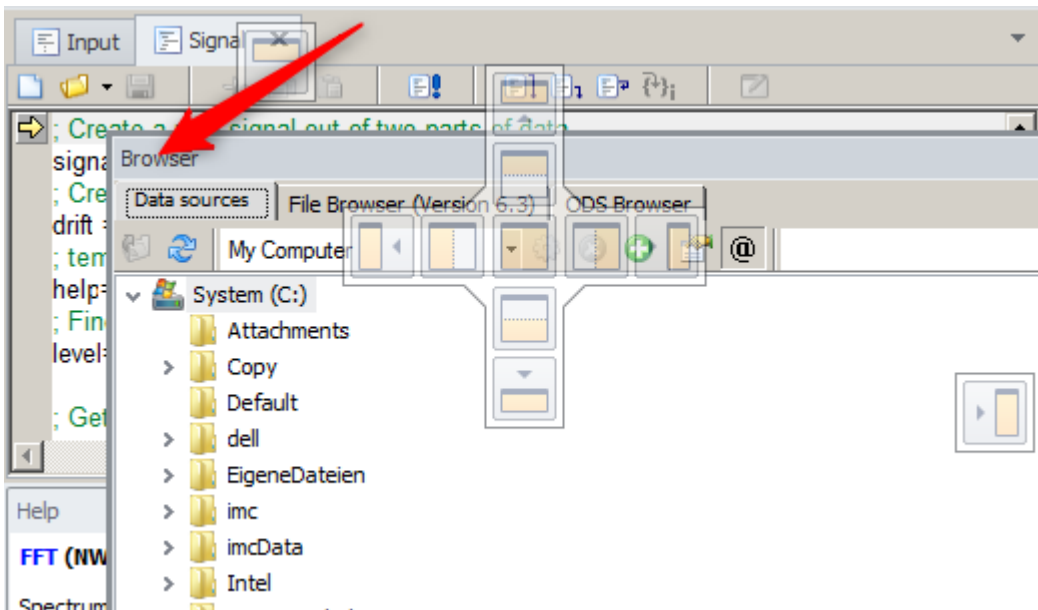 Input Signal
; Create a signal out of two parts of data
signa
; Cre
drift =
; tem
help=
; Fin
level=
; Get
Browser
Data sources File Browser (Version 6.3) ODS Browser
My Computer @
System (C:)
Attachments
Copy
Default
dell
EigeneDateien
imc
imcData
Intel
Help
FFT (NW
Spectrum